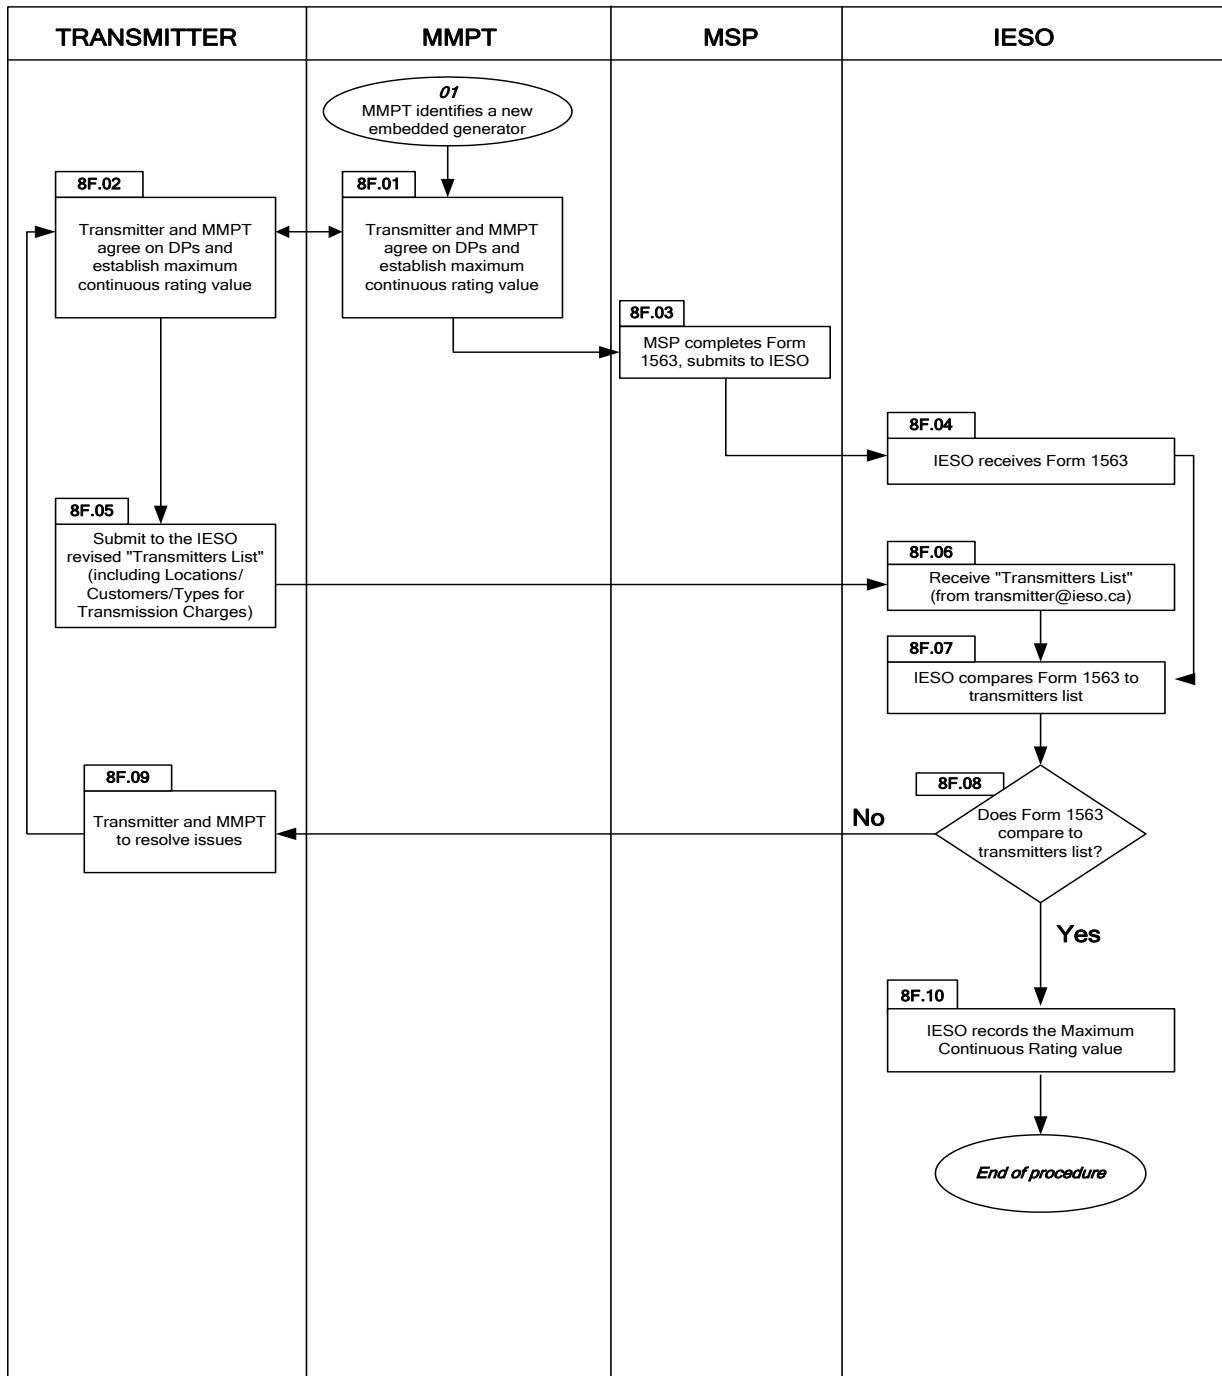 TRANSMITTER
MMPT
MSP
IESO
01
MMPT identifies a new
embedded generator
8F.02
Transmitter and MMPT
agree on DPs and
establish maximum
continuous rating value
8F.01
Transmitter and MMPT
agree on DPs and
establish maximum
continuous rating value
8F.03
MSP completes Form
1563, submits to IESO
8F.04
IESO receives Form 1563
8F.05
Submit to the IESO
revised "Transmitters List"
(including Locations/
Customers/Types for
Transmission Charges)
8F.06
Receive "Transmitters List"
(from transmitter@ieso.ca)
8F.07
IESO compares Form 1563 to
transmitters list
8F.08
Does Form 1563
compare to
transmitters list?
No
8F.09
Transmitter and MMPT
to resolve issues
Yes
8F.10
IESO records the Maximum
Continuous Rating value
End of procedure